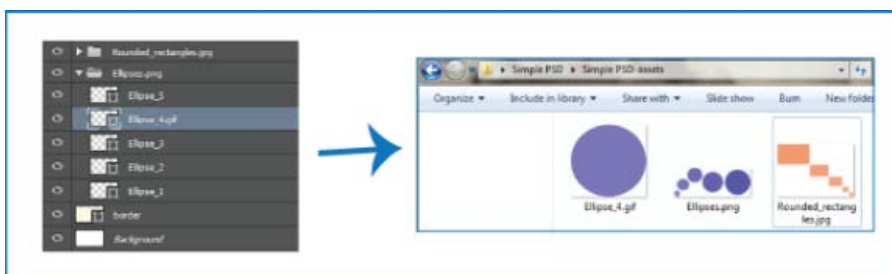 Rounded_rectangles.jpg
Ellipses.png
Ellipse_5
Ellipse_4.gif
Ellipse_3
Ellipse_2
Ellipse_1
border
Background
Simple PSD Simple PSD-assets
Organize Include in library Share with Slide show Burn New folder
Ellipse_4.gif
Ellipses.png
Rounded_rectang
les.jpg